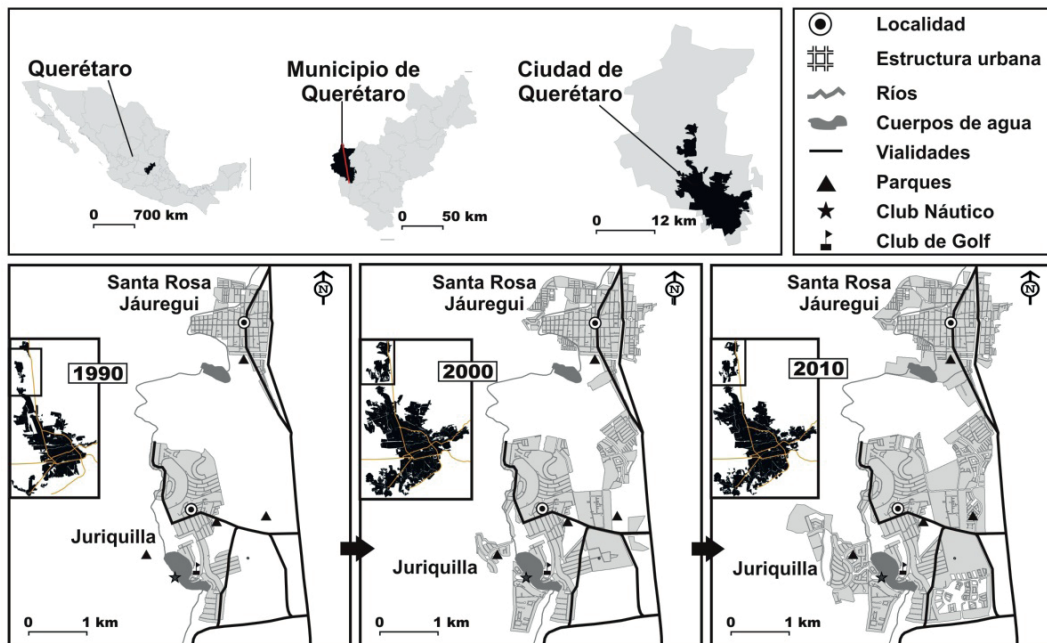 Querétaro
0 700 km
Municipio de
Querétaro
0 50 km
Ciudad de
Querétaro
0 12 km
Localidad
Estructura urbana
Ríos
Cuerpos de agua
Vialidades
Parques
Club Náutico
Club de Golf
Santa Rosa
Jáuregui
N
1990
Juriquilla
0 1 km
Santa Rosa
Jáuregui
N
2000
Juriquilla
0 1 km
Santa Rosa
Jáuregui
N
2010
Juriquilla
0 1 km